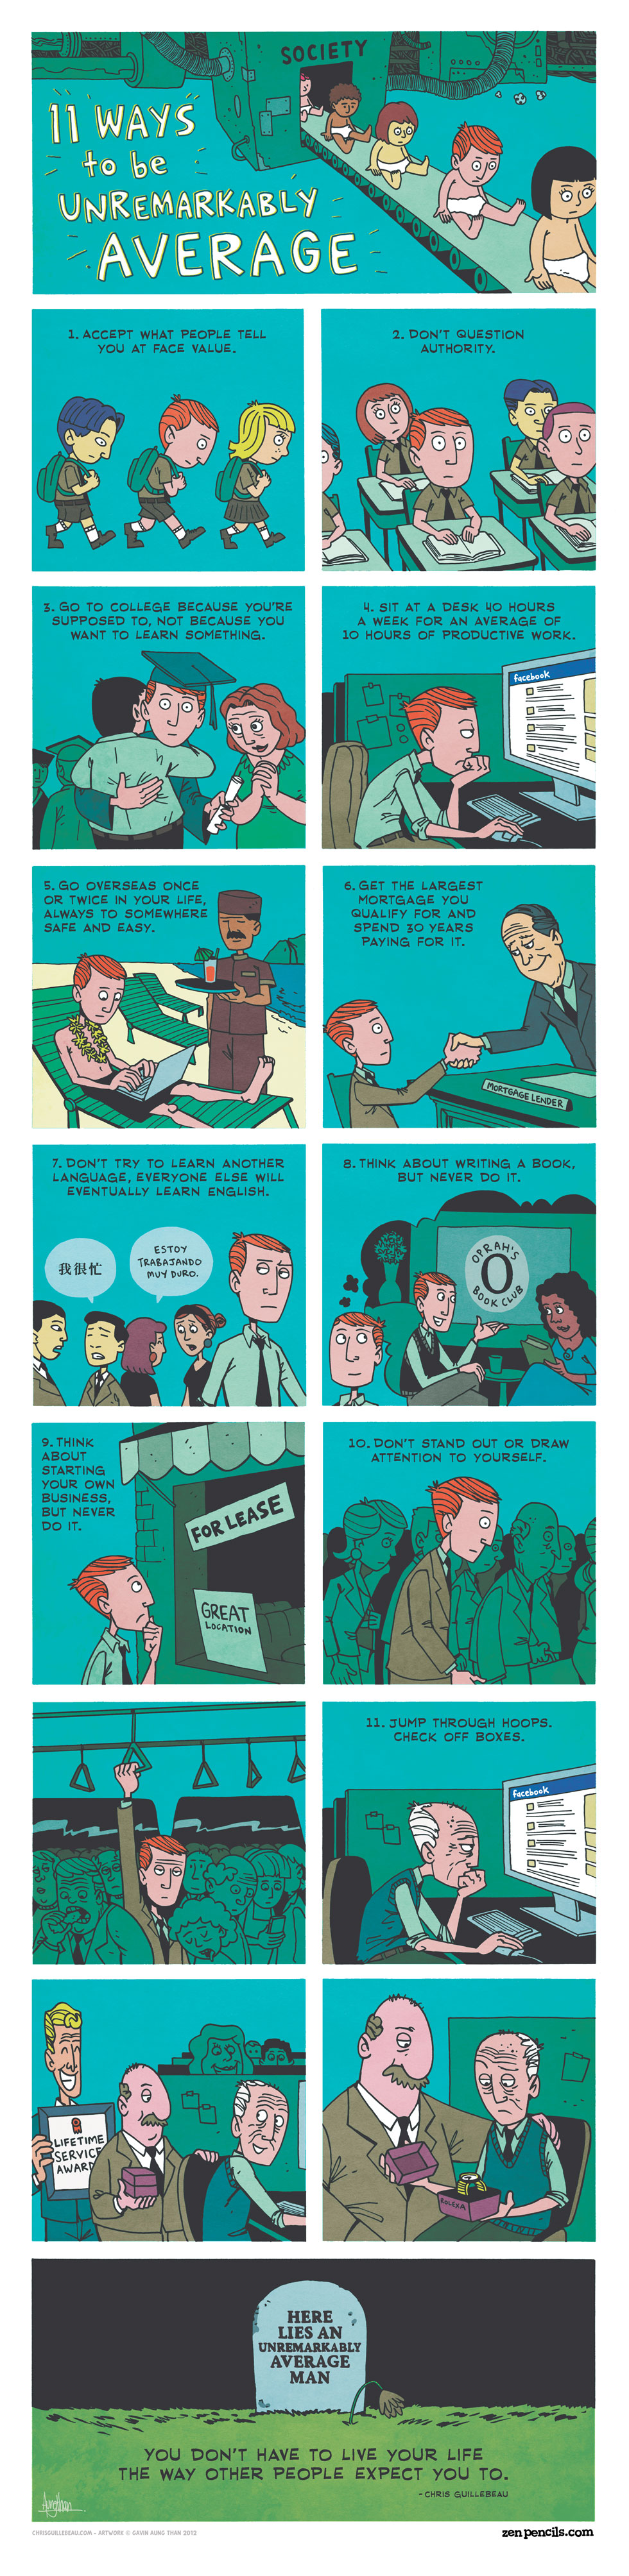 SOCIETY
11 WAYS
to be
UNREMARKABLY
AVERAGE
1. ACCEPT WHAT PEOPLE TELL
YOU AT FACE VALUE.
2. DON'T QUESTION
AUTHORITY.
3. GO TO COLLEGE BECAUSE YOU'RE
SUPPOSED TO, NOT BECAUSE YOU
WANT TO LEARN SOMETHING.
4. SIT AT A DESK 40 HOURS
A WEEK FOR AN AVERAGE OF
10 HOURS OF PRODUCTIVE WORK.
facebook
5. GO OVERSEAS ONCE
OR TWICE IN YOUR LIFE,
ALWAYS TO SOMEWHERE
SAFE AND EASY.
6. GET THE LARGEST
MORTGAGE YOU
QUALIFY FOR AND
SPEND 30 YEARS
PAYING FOR IT.
MORTGAGE LENDER
7. DON'T TRY TO LEARN ANOTHER
LANGUAGE, EVERYONE ELSE WILL
EVENTUALLY LEARN ENGLISH.
我很忙
ESTOY
TRABAJANDO
MUY DURO.
8. THINK ABOUT WRITING A BOOK,
BUT NEVER DO IT.
OPRAH'S
O
BOOK CLUB
9. THINK
ABOUT
STARTING
YOUR OWN
BUSINESS,
BUT NEVER
DO IT.
FOR LEASE
GREAT
LOCATION
10. DON'T STAND OUT OR DRAW
ATTENTION TO YOURSELF.
11. JUMP THROUGH HOOPS.
CHECK OFF BOXES.
facebook
LIFETIME
SERVICE
AWARD
ROLEXA
HERE
LIES AN
UNREMARKABLY
AVERAGE
MAN
YOU DON'T HAVE TO LIVE YOUR LIFE
THE WAY OTHER PEOPLE EXPECT YOU TO.
- CHRIS GUILLEBEAU
CHRISGUILLEBEAU.COM - ARTWORK © GAVIN AUNG THAN 2012
zenpencils.com